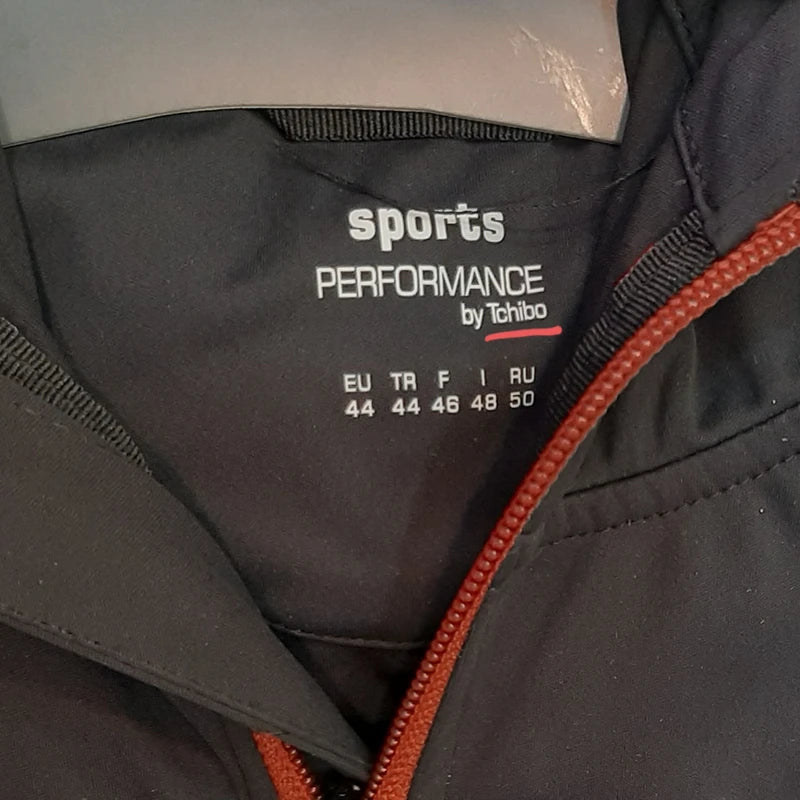 sports
PERFORMANCE
by Tchibo
EU TR F I RU
44 44 46 48 50